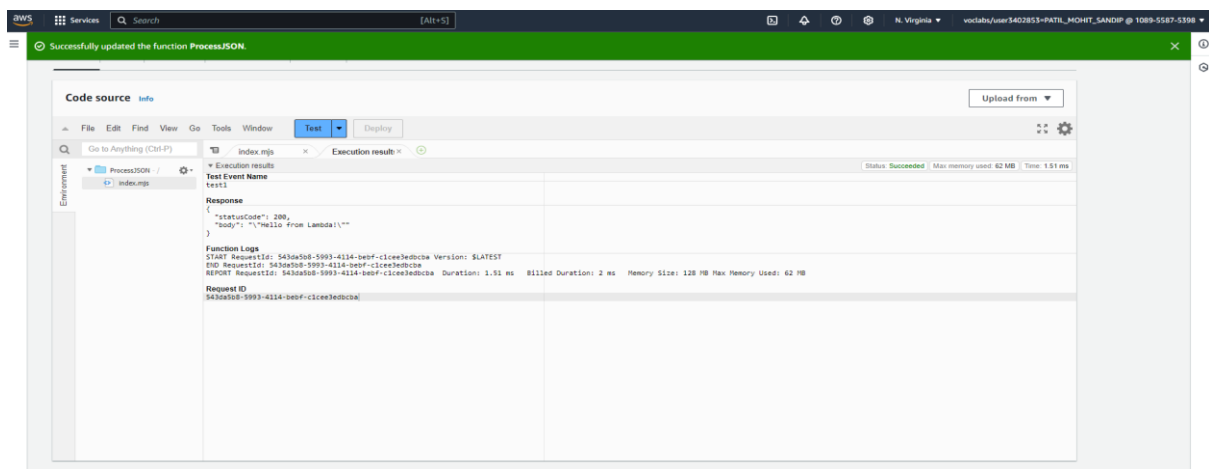 aws Services Search [Alt+S] N. Virginia ▼ voclabs/user3402853=PATIL_MOHIT_SANDIP @ 1089-5587-5398 ▼
Successfully updated the function ProcessJSON.
Code source Info Upload from ▼
File Edit Find View Go Tools Window Test Deploy
Go to Anything (Ctrl-P) index.mjs × Execution result × 
Environment
ProcessJSON /
index.mjs
Execution results Status: Succeeded Max memory used: 62 MB Time: 1.51 ms
Test Event Name
test1
Response
{
"statusCode": 200,
"body": "\"Hello from Lambda!\""
}
Function Logs
START RequestId: 543da5b8-5993-4114-bebf-c1cee3edbcba Version: $LATEST
END RequestId: 543da5b8-5993-4114-bebf-c1cee3edbcba
REPORT RequestId: 543da5b8-5993-4114-bebf-c1cee3edbcba Duration: 1.51 ms Billed Duration: 2 ms Memory Size: 128 MB Max Memory Used: 62 MB
Request ID
543da5b8-5993-4114-bebf-c1cee3edbcba